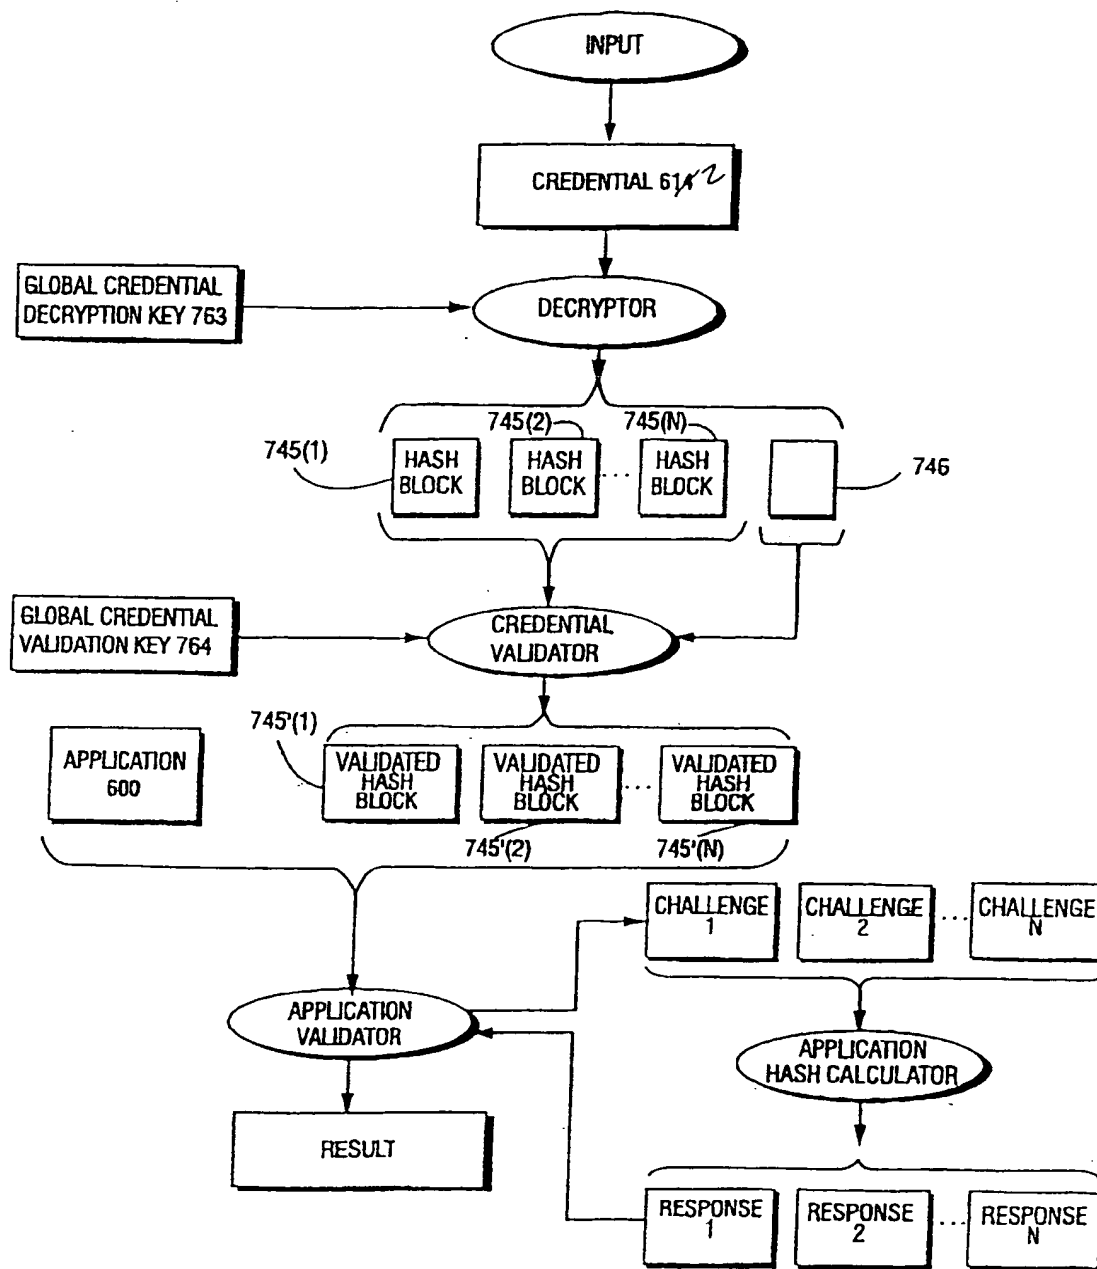 INPUT
CREDENTIAL 614 2
GLOBAL CREDENTIAL
DECRYPTION KEY 763
DECRYPTOR
745(1)
745(2)
745(N)
HASH
BLOCK
HASH
BLOCK
...
HASH
BLOCK
746
GLOBAL CREDENTIAL
VALIDATION KEY 764
CREDENTIAL
VALIDATOR
745'(1)
APPLICATION
600
VALIDATED
HASH
BLOCK
VALIDATED
HASH
BLOCK
...
VALIDATED
HASH
BLOCK
745'(2)
745'(N)
CHALLENGE
1
CHALLENGE
2
...
CHALLENGE
N
APPLICATION
VALIDATOR
APPLICATION
HASH CALCULATOR
RESULT
RESPONSE
1
RESPONSE
2
...
RESPONSE
N